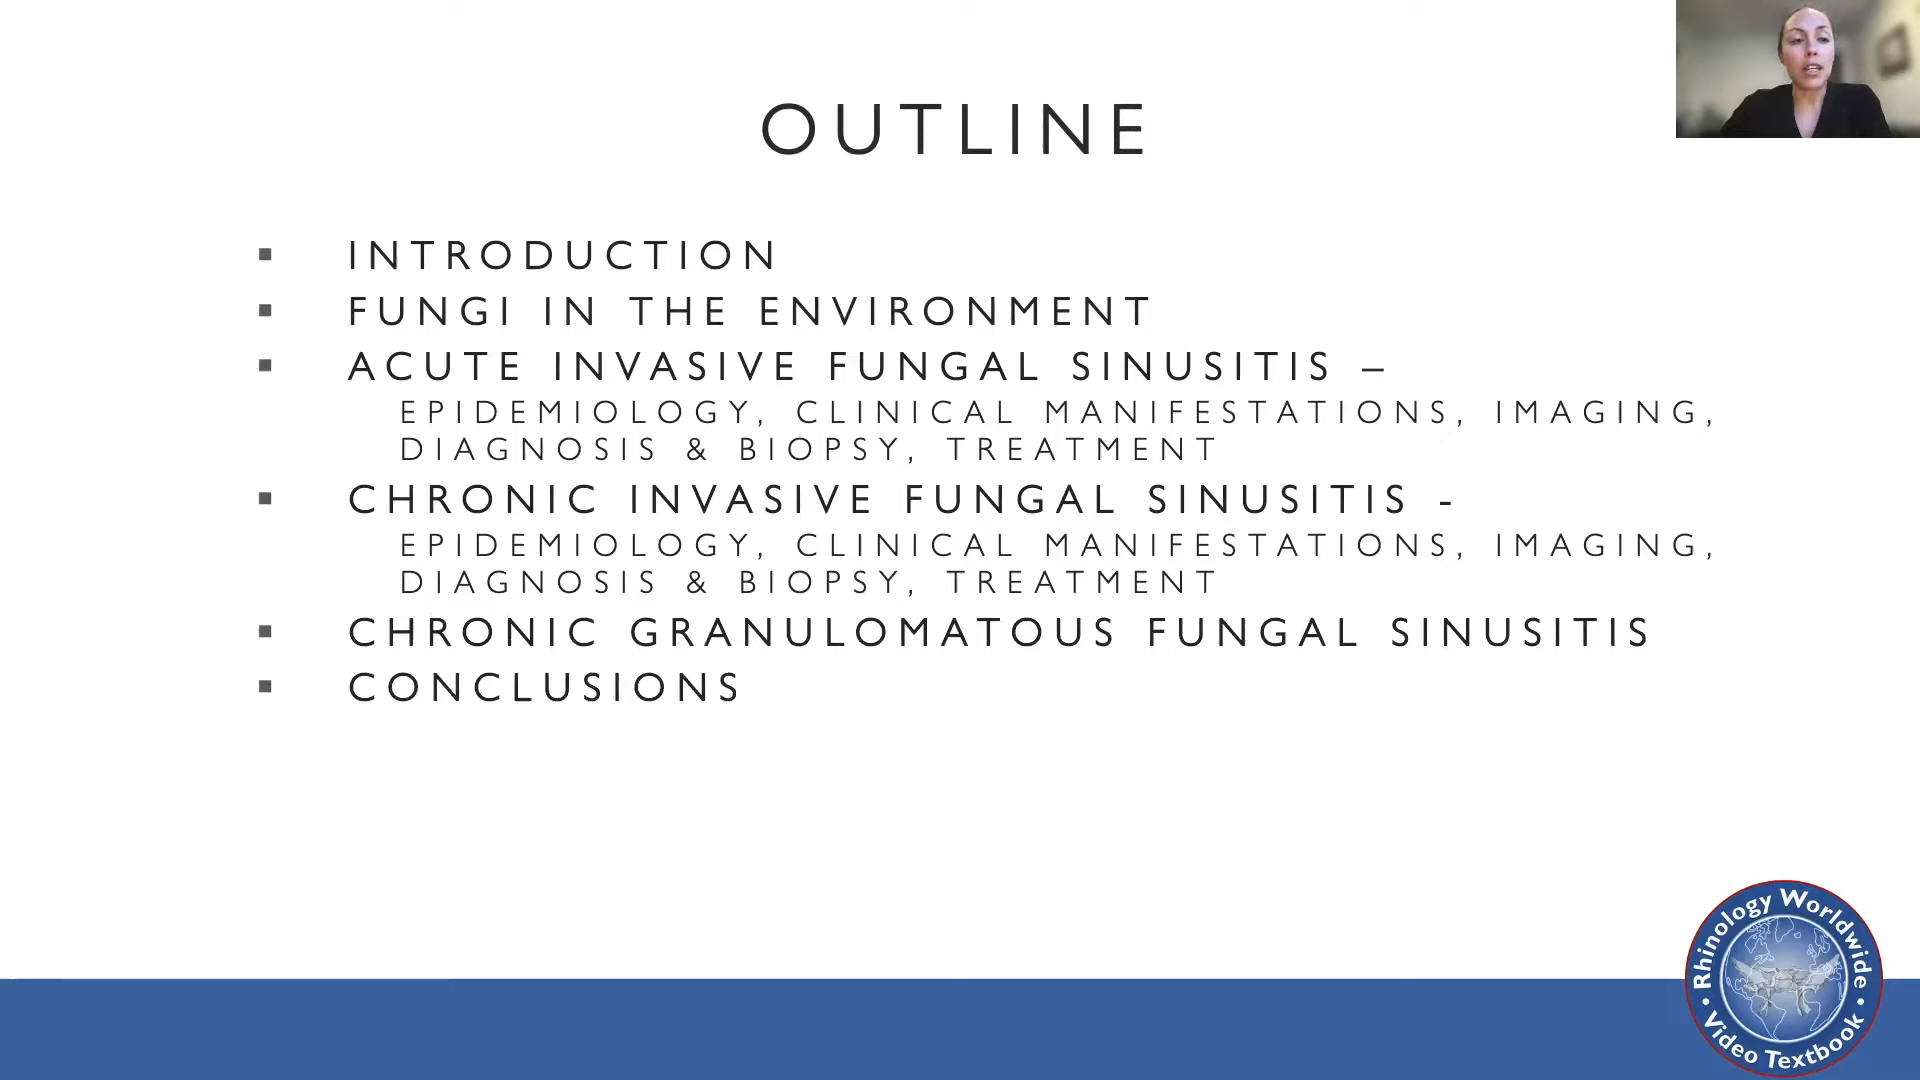 OUTLINE
INTRODUCTION
FUNGI IN THE ENVIRONMENT
ACUTE INVASIVE FUNGAL SINUSITIS –
EPIDEMIOLOGY, CLINICAL MANIFESTATIONS, IMAGING,
DIAGNOSIS & BIOPSY, TREATMENT
CHRONIC INVASIVE FUNGAL SINUSITIS -
EPIDEMIOLOGY, CLINICAL MANIFESTATIONS, IMAGING,
DIAGNOSIS & BIOPSY, TREATMENT
CHRONIC GRANULOMATOUS FUNGAL SINUSITIS
CONCLUSIONS
Rhinology Worldwide
Video Textbook